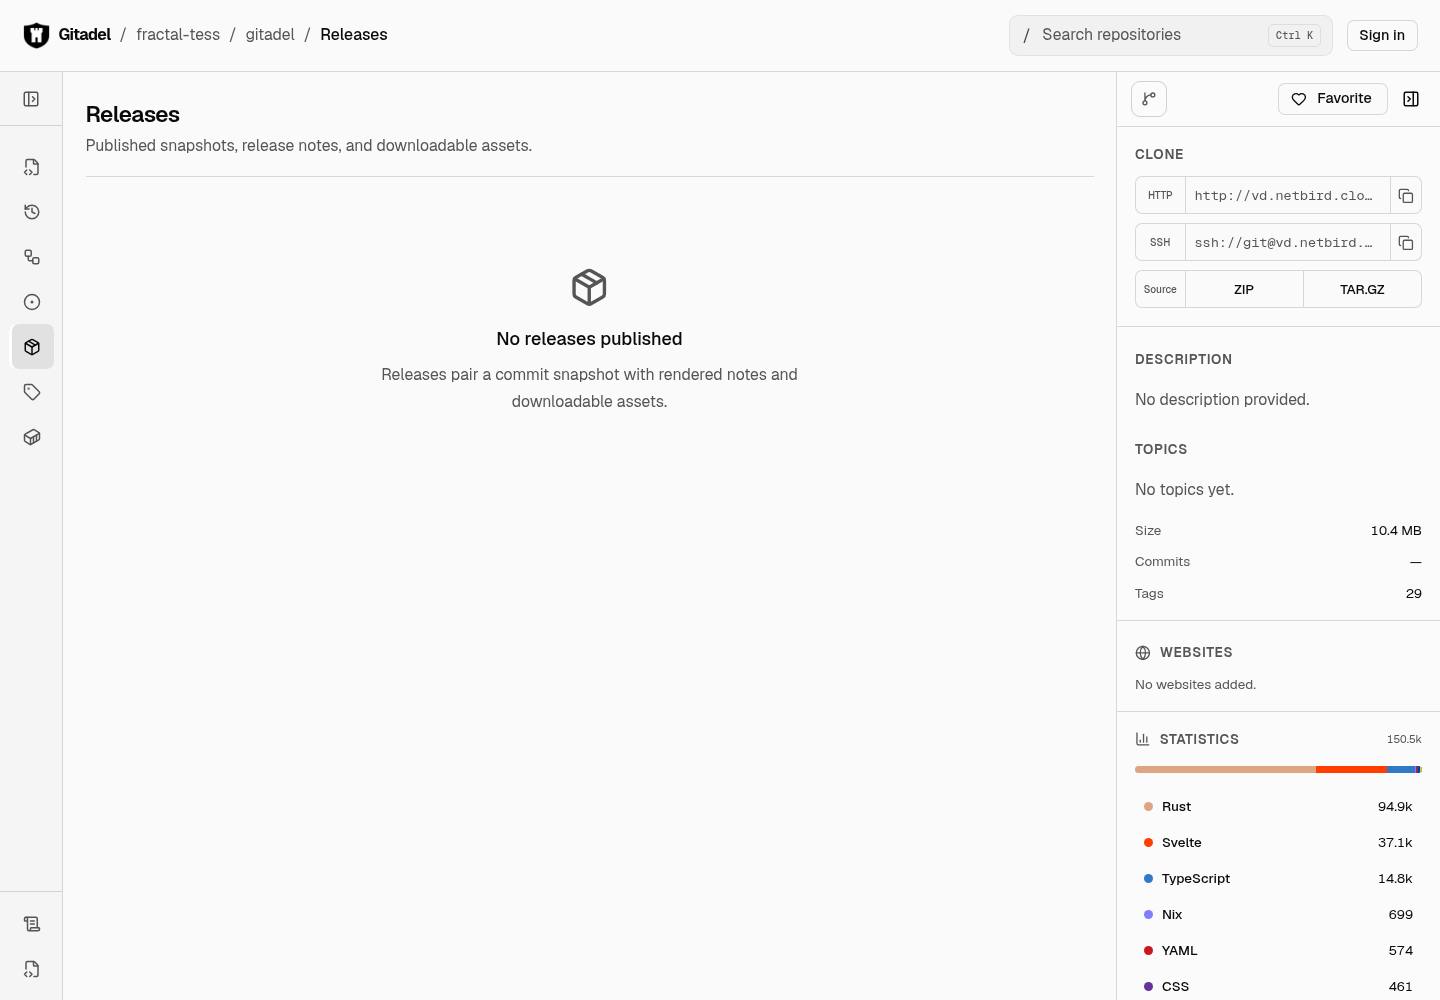 Gitadel / fractal-tess / gitadel / Releases
/ Search repositories Ctrl K
Sign in
Releases
Published snapshots, release notes, and downloadable assets.
No releases published
Releases pair a commit snapshot with rendered notes and
downloadable assets.
Favorite
CLONE
HTTP http://vd.netbird.clo…
SSH ssh://git@vd.netbird.…
Source ZIP TAR.GZ
DESCRIPTION
No description provided.
TOPICS
No topics yet.
Size 10.4 MB
Commits —
Tags 29
WEBSITES
No websites added.
STATISTICS 150.5k
Rust 94.9k
Svelte 37.1k
TypeScript 14.8k
Nix 699
YAML 574
CSS 461